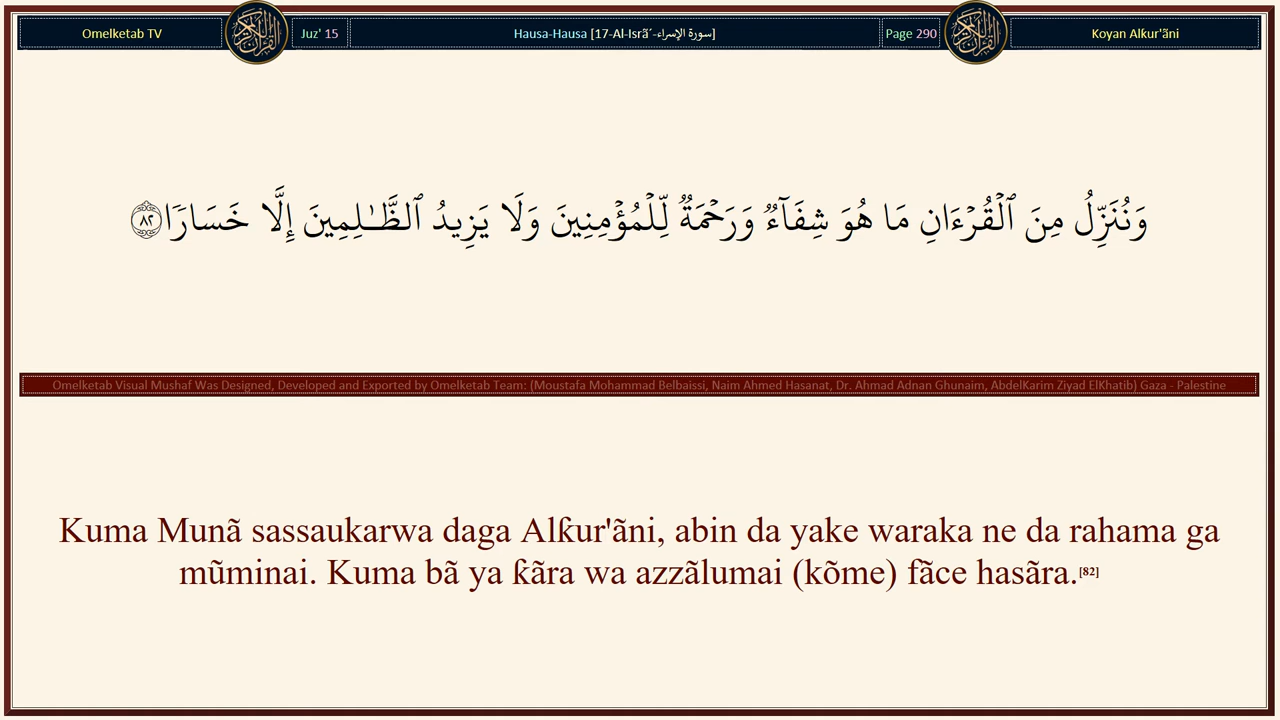 Omelketab TV
Juz' 15
Hausa-Hausa [17-Al-Isrã´-سورة الإسراء]
Page 290
Koyan Alƙur'ãni
وَنُنَزِّلُ مِنَ ٱلۡقُرۡءَانِ مَا هُوَ شِفَآءٞ وَرَحۡمَةٞ لِّلۡمُؤۡمِنِينَ وَلَا يَزِيدُ ٱلظَّـٰلِمِينَ إِلَّا خَسَارٗا ٨٢
Omelketab Visual Mushaf Was Designed, Developed and Exported by Omelketab Team: (Moustafa Mohammad Belbaissi, Naim Ahmed Hasanat, Dr. Ahmad Adnan Ghunaim, AbdelKarim Ziyad ElKhatib) Gaza - Palestine
Kuma Munã sassaukarwa daga Alƙur'ãni, abin da yake waraka ne da rahama ga
mũminai. Kuma bã ya ƙãra wa azzãlumai (kõme) fãce hasãra.[82]